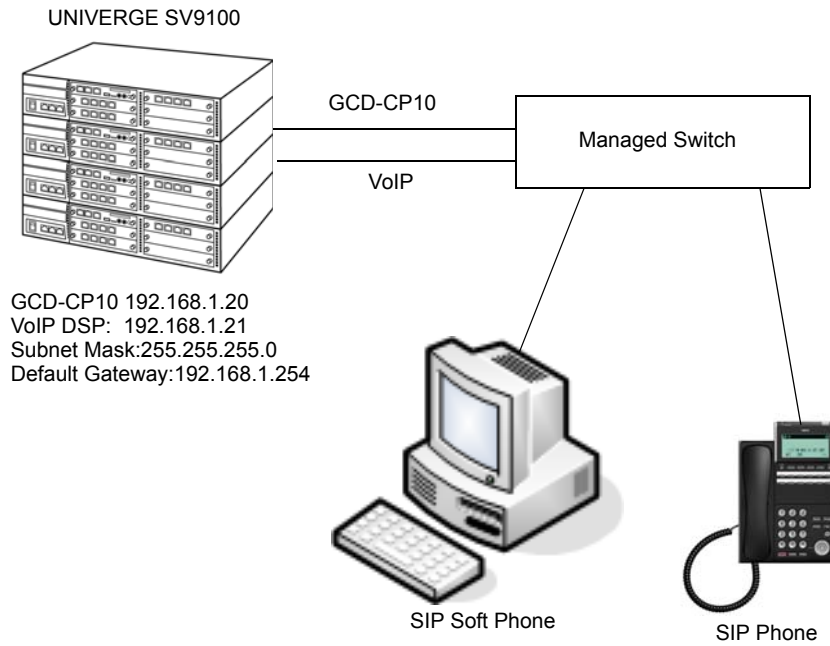 UNIVERGE SV9100
GCD-CP10
Managed Switch
VoIP
GCD-CP10 192.168.1.20
VoIP DSP: 192.168.1.21
Subnet Mask:255.255.255.0
Default Gateway:192.168.1.254
SIP Soft Phone
SIP Phone